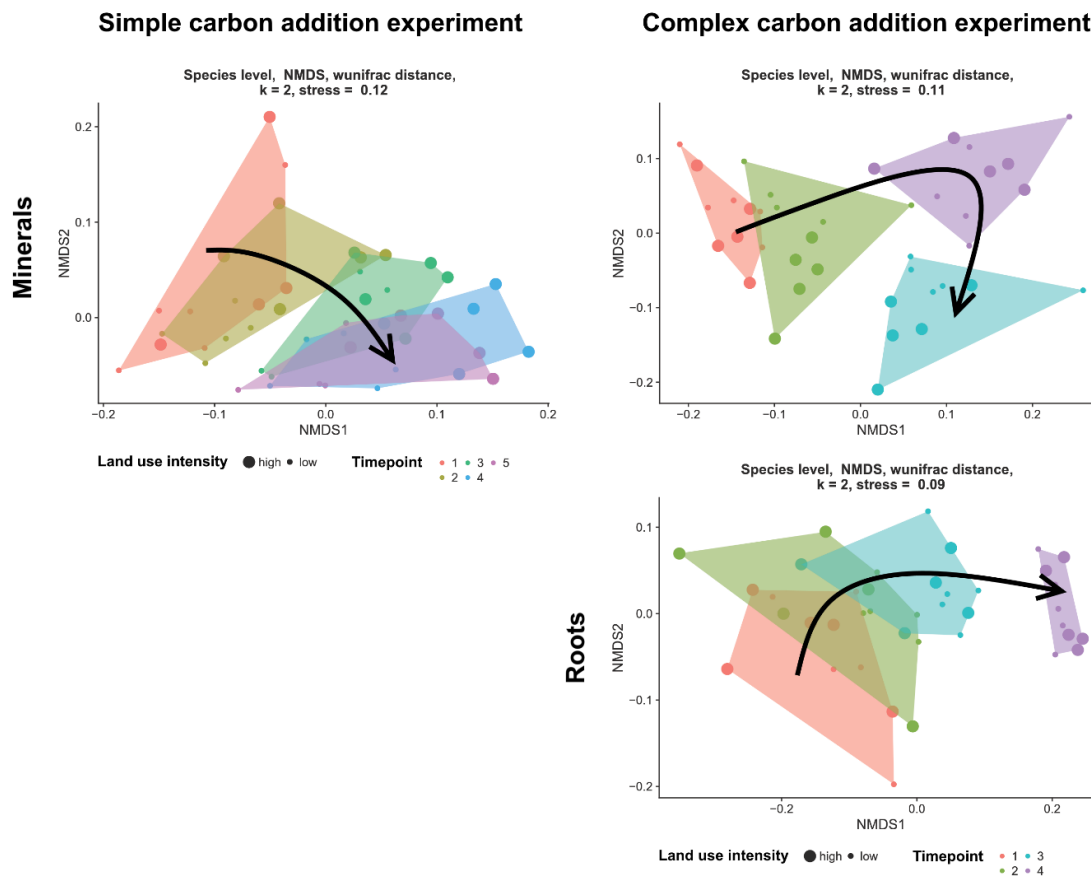 Simple carbon addition experiment
Complex carbon addition experiment
Minerals
Species level, NMDS, wunifrac distance,
k = 2, stress = 0.12
NMDS2
0.2
0.1
0.0
−0.2
−0.1
0.0
0.1
0.2
NMDS1
Land use intensity high low Timepoint 1 3 5
2 4
Species level, NMDS, wunifrac distance,
k = 2, stress = 0.11
NMDS2
0.1
0.0
−0.1
−0.2
−0.2
−0.1
0.0
0.1
0.2
NMDS1
Roots
Species level, NMDS, wunifrac distance,
k = 2, stress = 0.09
NMDS2
0.1
0.0
−0.1
−0.2
−0.2
0.0
0.2
NMDS1
Land use intensity high low Timepoint 1 3
2 4